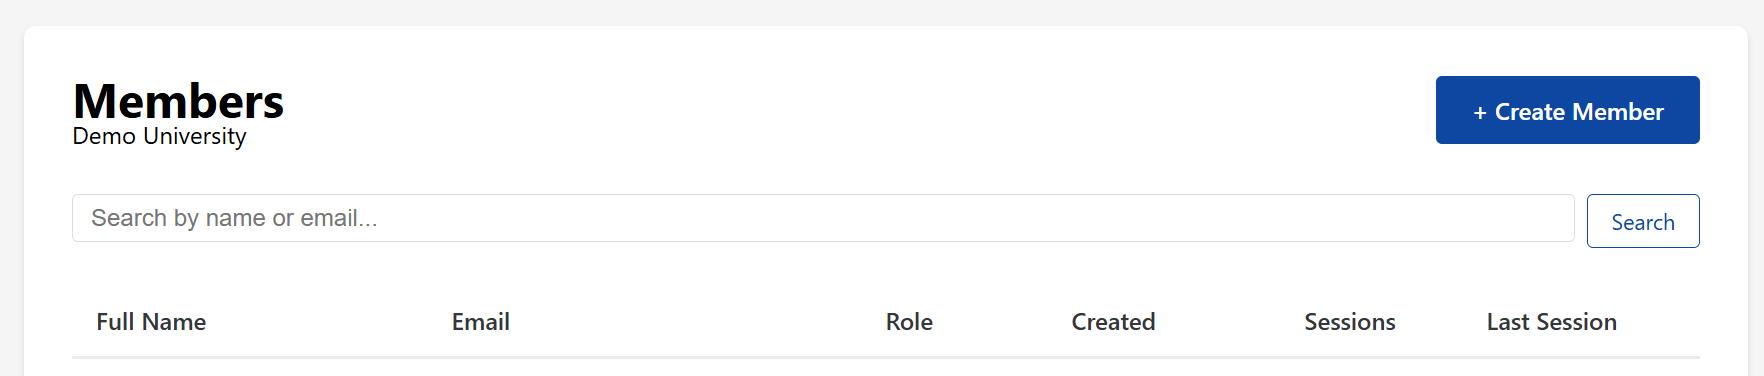 Members
+ Create Member
Demo University
Search by name or email...
Search
Full Name Email Role Created Sessions Last Session